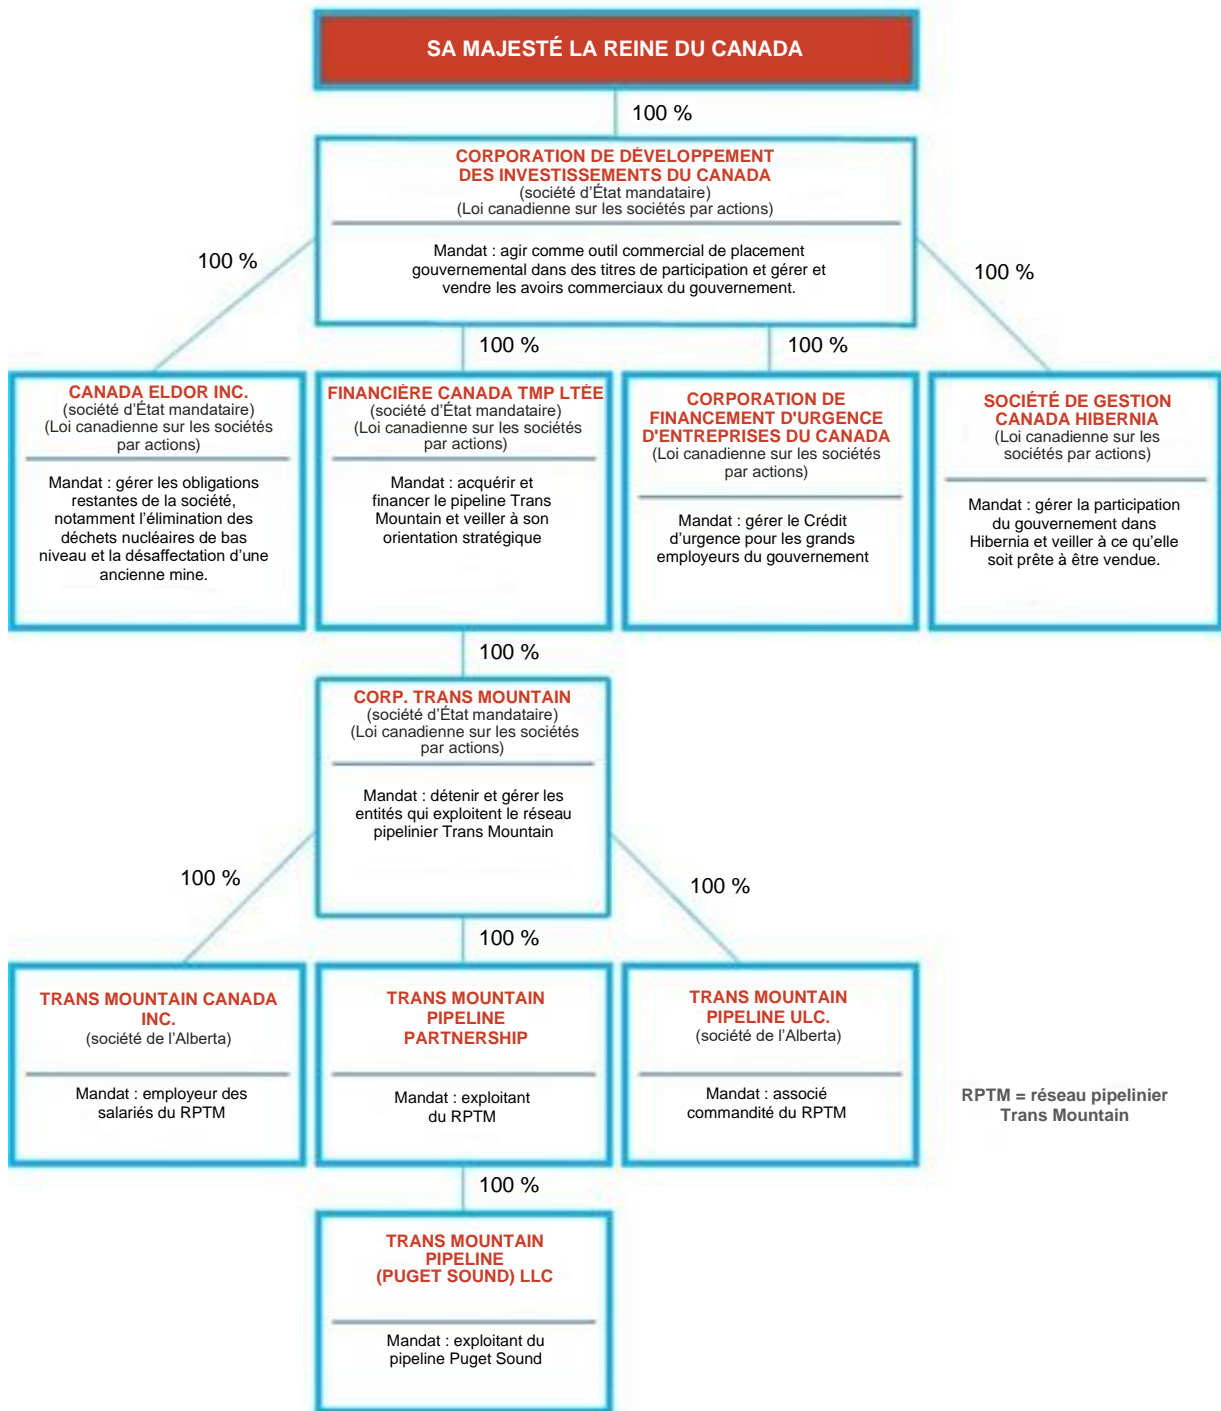 SA MAJESTÉ LA REINE DU CANADA
100 %
CORPORATION DE DÉVELOPPEMENT
DES INVESTISSEMENTS DU CANADA
(société d'État mandataire)
(Loi canadienne sur les sociétés par actions)
Mandat : agir comme outil commercial de placement
gouvernemental dans des titres de participation et gérer et
vendre les avoirs commerciaux du gouvernement.
100 %
100 %
100 %
100 %
CANADA ELDOR INC.
(société d'État mandataire)
(Loi canadienne sur les sociétés
par actions)
Mandat : gérer les obligations
restantes de la société,
notamment l'élimination des
déchets nucléaires de bas
niveau et la désaffectation d'une
ancienne mine.
FINANCIÈRE CANADA TMP LTÉE
(société d'État mandataire)
(Loi canadienne sur les sociétés
par actions)
Mandat : acquérir et
financer le pipeline Trans
Mountain et veiller à son
orientation stratégique
CORPORATION DE
FINANCEMENT D'URGENCE
D'ENTREPRISES DU CANADA
(Loi canadienne sur les sociétés
par actions)
Mandat : gérer le Crédit
d'urgence pour les grands
employeurs du gouvernement
SOCIÉTÉ DE GESTION
CANADA HIBERNIA
(Loi canadienne sur les
sociétés par actions)
Mandat : gérer la participation
du gouvernement dans
Hibernia et veiller à ce qu'elle
soit prête à être vendue.
100 %
CORP. TRANS MOUNTAIN
(société d'État mandataire)
(Loi canadienne sur les sociétés
par actions)
Mandat : détenir et gérer les
entités qui exploitent le réseau
pipelinier Trans Mountain
100 %
100 %
100 %
TRANS MOUNTAIN CANADA
INC.
(société de l'Alberta)
Mandat : employeur des
salariés du RPTM
TRANS MOUNTAIN
PIPELINE
PARTNERSHIP
Mandat : exploitant
du RPTM
TRANS MOUNTAIN
PIPELINE ULC.
(société de l'Alberta)
Mandat : associé
commandité du RPTM
RPTM = réseau pipelinier
Trans Mountain
100 %
TRANS MOUNTAIN
PIPELINE
(PUGET SOUND) LLC
Mandat : exploitant du
pipeline Puget Sound